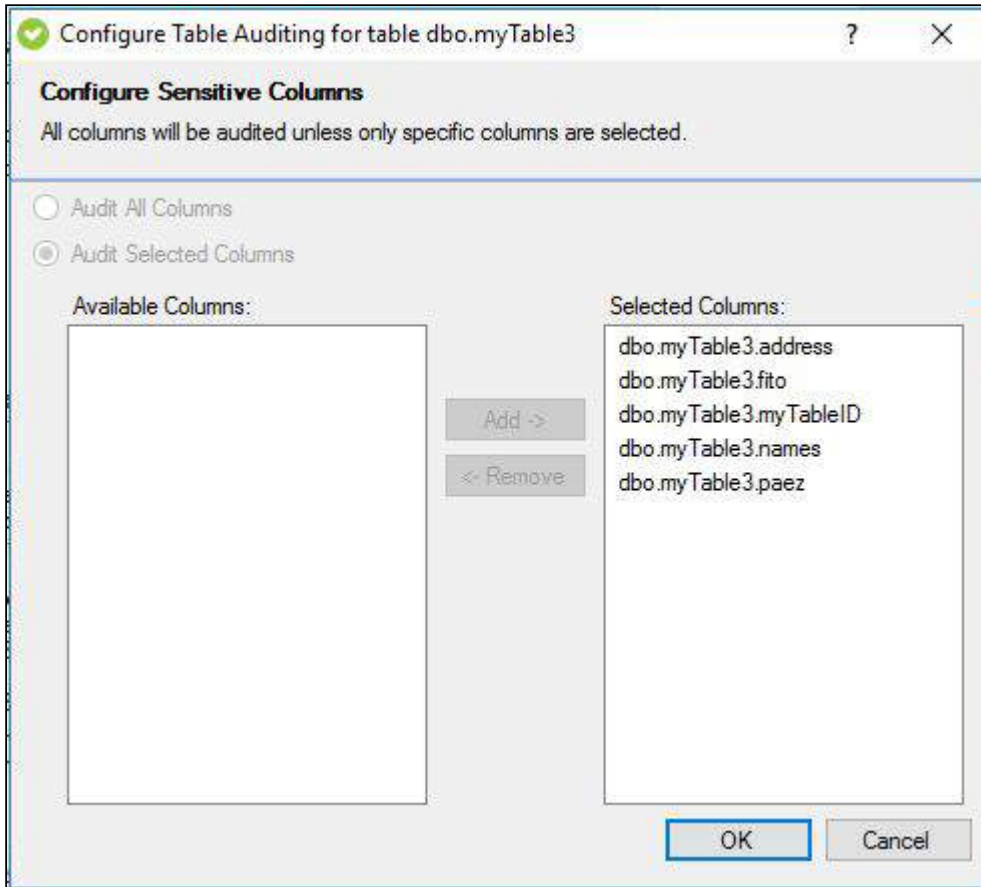 Configure Table Auditing for table dbo.myTable3 ?
Configure Sensitive Columns
All columns will be audited unless only specific columns are selected.
Audit All Columns
Audit Selected Columns
Available Columns:
Add ->
<- Remove
Selected Columns:
dbo.myTable3.address
dbo.myTable3.fito
dbo.myTable3.myTableID
dbo.myTable3.names
dbo.myTable3.paez
OK Cancel